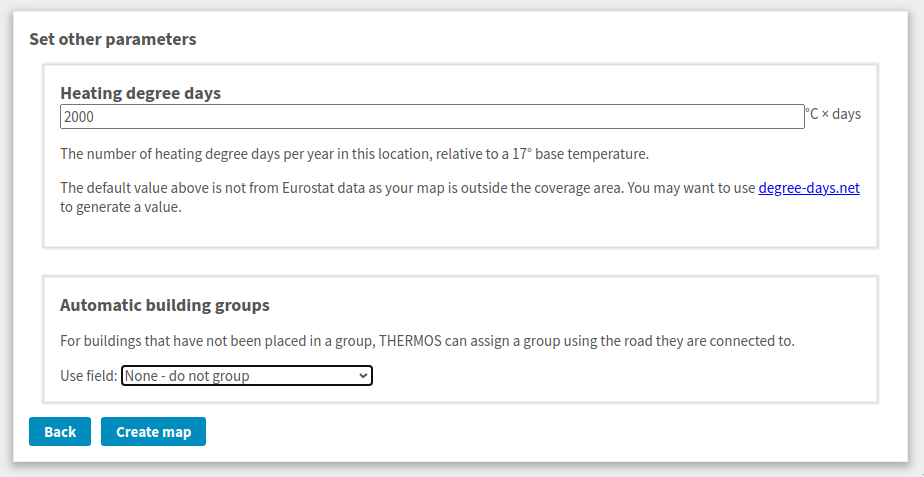 Set other parameters
Heating degree days
2000
°C × days
The number of heating degree days per year in this location, relative to a 17° base temperature.
The default value above is not from Eurostat data as your map is outside the coverage area. You may want to use degree-days.net
to generate a value.
Automatic building groups
For buildings that have not been placed in a group, THERMOS can assign a group using the road they are connected to.
Use field: None - do not group
Back Create map